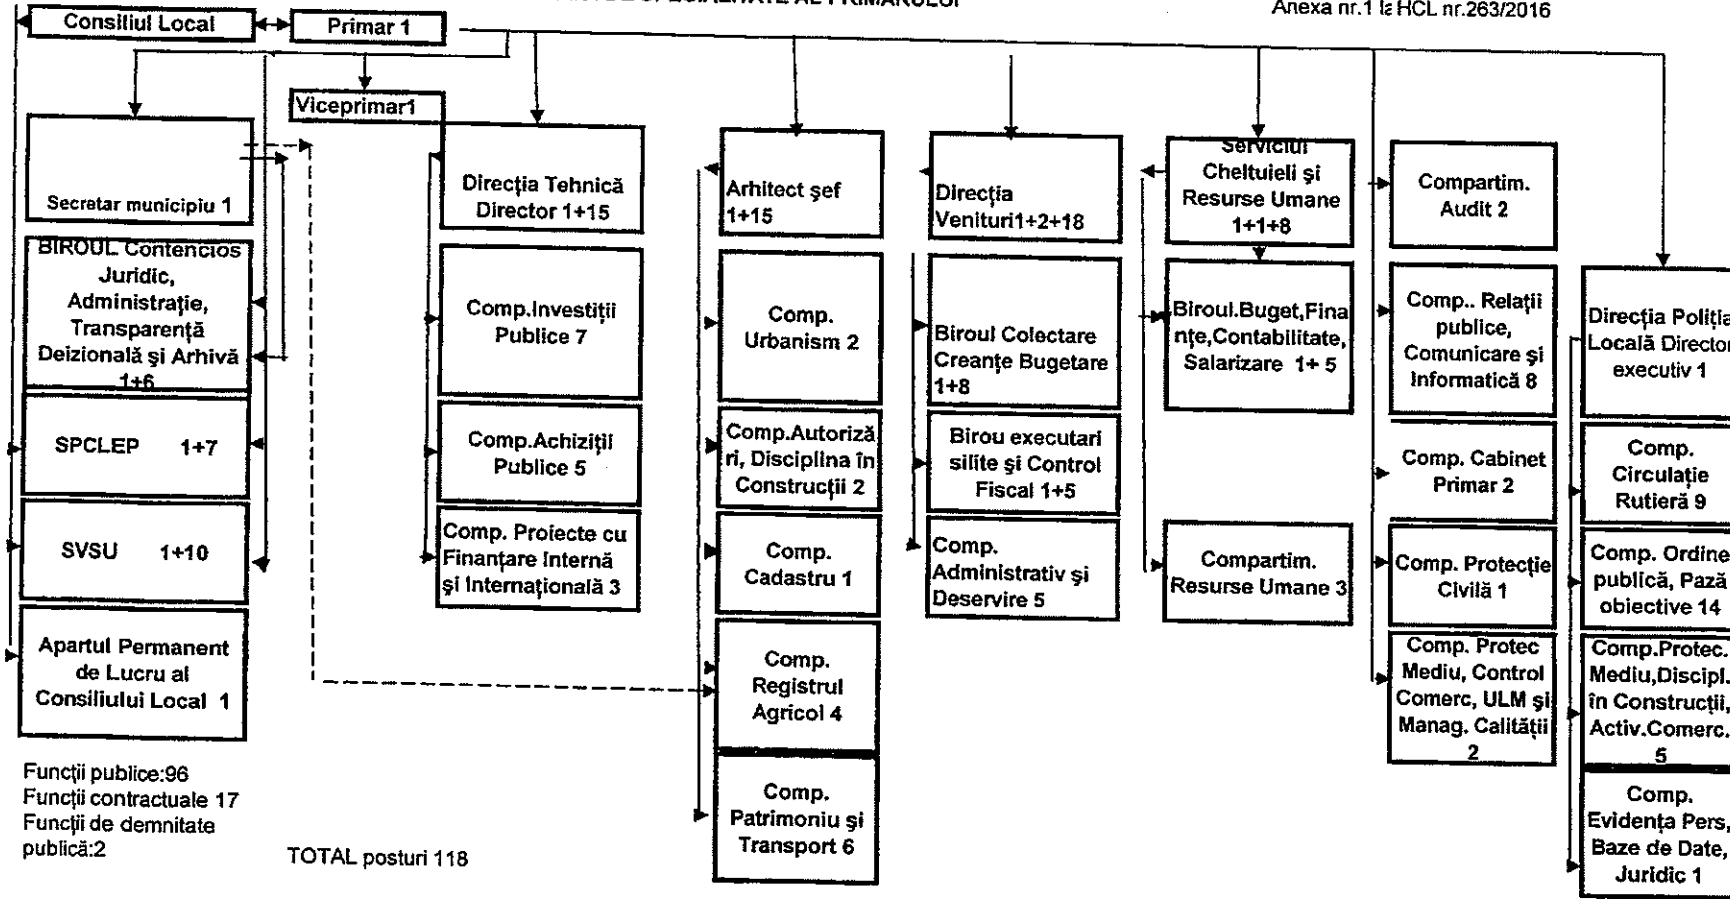 SPECIALITATE AL PRIMARULUI
Anexa nr.1 la HCL nr.263/2016
Consiliul Local
Primar 1
Viceprimar1
Secretar municipiu 1
BIROUL Contencios
Juridic,
Administrație,
Transparență
Deizională și Arhivă
1+6
SPCLEP 1+7
SVSU 1+10
Apartul Permanent
de Lucru al
Consiliului Local 1
Direcția Tehnică
Director 1+15
Comp.Investiții
Publice 7
Comp.Achiziții
Publice 5
Comp. Proiecte cu
Finanțare Internă
și Internațională 3
Arhitect șef
1+15
Comp.
Urbanism 2
Comp.Autoriză
ri, Disciplina în
Construcții 2
Comp.
Cadastru 1
Comp.
Registrul
Agricol 4
Comp.
Patrimoniu și
Transport 6
Direcția
Venituri1+2+18
Biroul Colectare
Creanțe Bugetare
1+8
Birou executari
silite și Control
Fiscal 1+5
Comp.
Administrativ și
Deservire 5
Serviciul
Cheltuieli și
Resurse Umane
1+1+8
Biroul.Buget,Fina
nțe,Contabilitate,
Salarizare 1+ 5
Compartim.
Resurse Umane 3
Compartim.
Audit 2
Comp.. Relații
publice,
Comunicare și
Informatică 8
Comp. Cabinet
Primar 2
Comp. Protecție
Civilă 1
Comp. Protec
Mediu, Control
Comerc, ULM și
Manag. Calității
2
Direcția Poliția
Locală Director
executiv 1
Comp.
Circulație
Rutieră 9
Comp. Ordine
publică, Pază
obiective 14
Comp.Protec.
Mediu,Discipl.
în Construcții,
Activ.Comerc.
5
Comp.
Evidența Pers,
Baze de Date,
Juridic 1
Funcții publice:96
Funcții contractuale 17
Funcții de demnitate
publică:2
TOTAL posturi 118